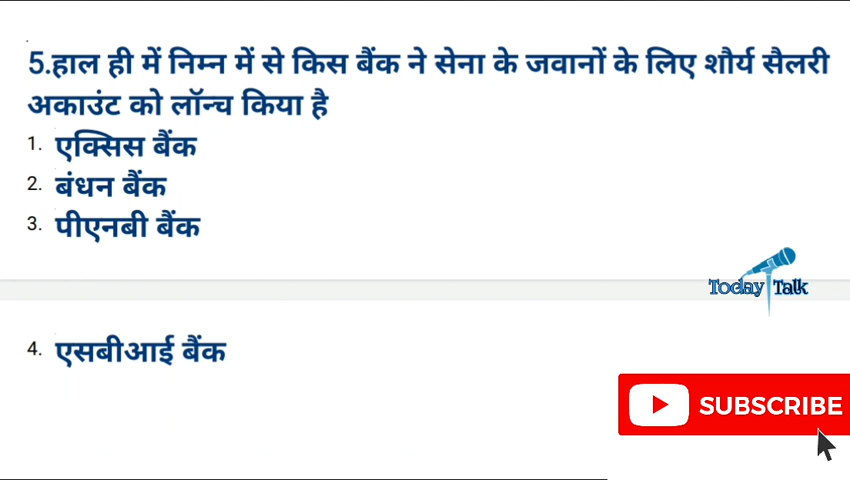 5.हाल ही में निम्न में से किस बैंक ने सेना के जवानों के लिए शौर्य सैलरी
अकाउंट को लॉन्च किया है
1. एक्सिस बैंक
2. बंधन बैंक
3. पीएनबी बैंक
Today Talk
4. एसबीआई बैंक
SUBSCRIBE